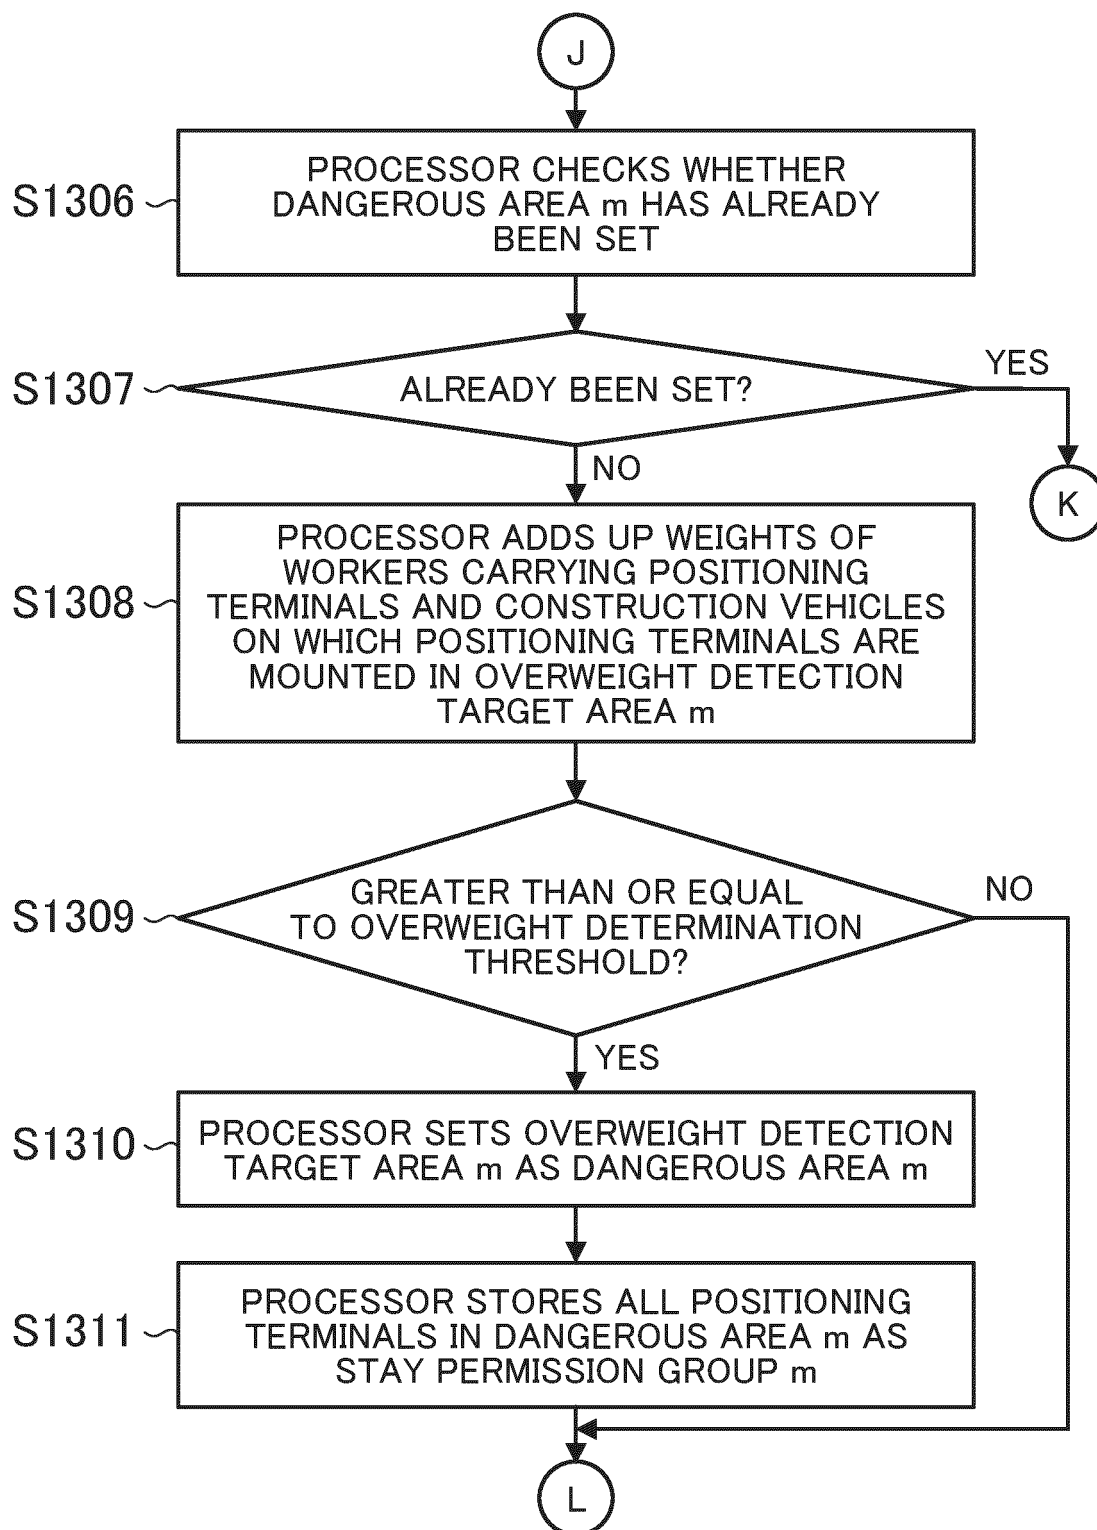 J
S1306
PROCESSOR CHECKS WHETHER
DANGEROUS AREA m HAS ALREADY
BEEN SET
S1307
ALREADY BEEN SET?
YES
NO
K
S1308
PROCESSOR ADDS UP WEIGHTS OF
WORKERS CARRYING POSITIONING
TERMINALS AND CONSTRUCTION VEHICLES
ON WHICH POSITIONING TERMINALS ARE
MOUNTED IN OVERWEIGHT DETECTION
TARGET AREA m
S1309
GREATER THAN OR EQUAL
TO OVERWEIGHT DETERMINATION
THRESHOLD?
NO
YES
S1310
PROCESSOR SETS OVERWEIGHT DETECTION
TARGET AREA m AS DANGEROUS AREA m
S1311
PROCESSOR STORES ALL POSITIONING
TERMINALS IN DANGEROUS AREA m AS
STAY PERMISSION GROUP m
L